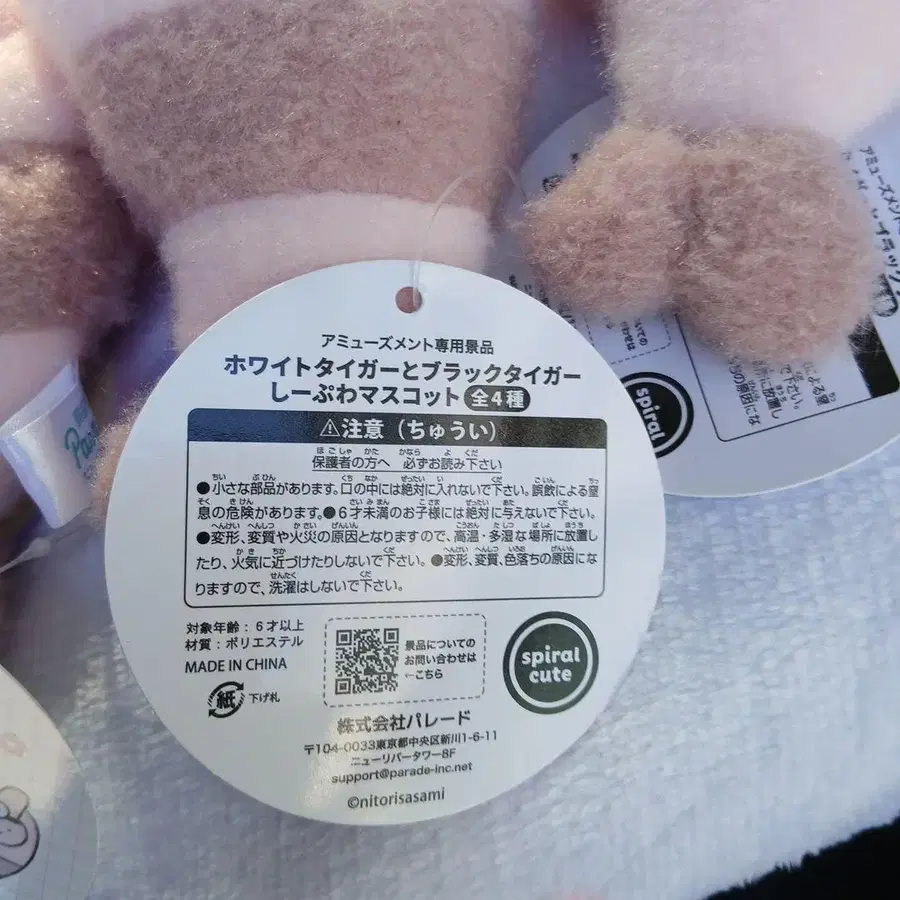 アミューズメント専用景品
ホワイトタイガーとブラックタイガー
しーぷわマスコット 全4種
⚠注意（ちゅうい）
保護者の方へ 必ずお読み下さい
●小さな部品があります。口の中には絶対に入れないで下さい。誤飲による窒
息の危険があります。●6才未満のお子様には絶対に与えないで下さい。
●変形、変質や火災の原因となりますので、高温・多湿な場所に放置し
たり、火気に近づけたりしないで下さい。●変形、変質、色落ちの原因にな
りますので、洗濯はしないで下さい。
対象年齢：6才以上
材質：ポリエステル
MADE IN CHINA
紙 下げ札
景品についての
お問い合わせは
←こちら
spiral
cute
株式会社パレード
〒104-0033東京都中央区新川1-6-11
ニューリバータワー8F
support@parade-inc.net
©nitorisasami
アミューズメント
spiral